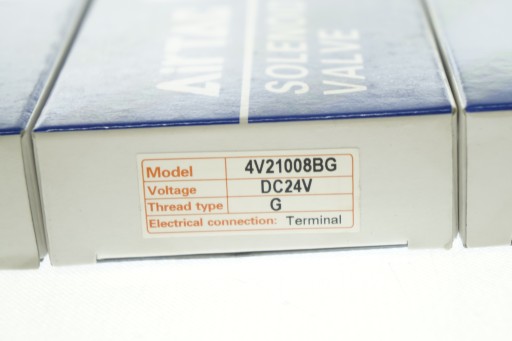 AirTAC
SOLENOID
VALVE
Model 4V21008BG
Voltage DC24V
Thread type G
Electrical connection: Terminal